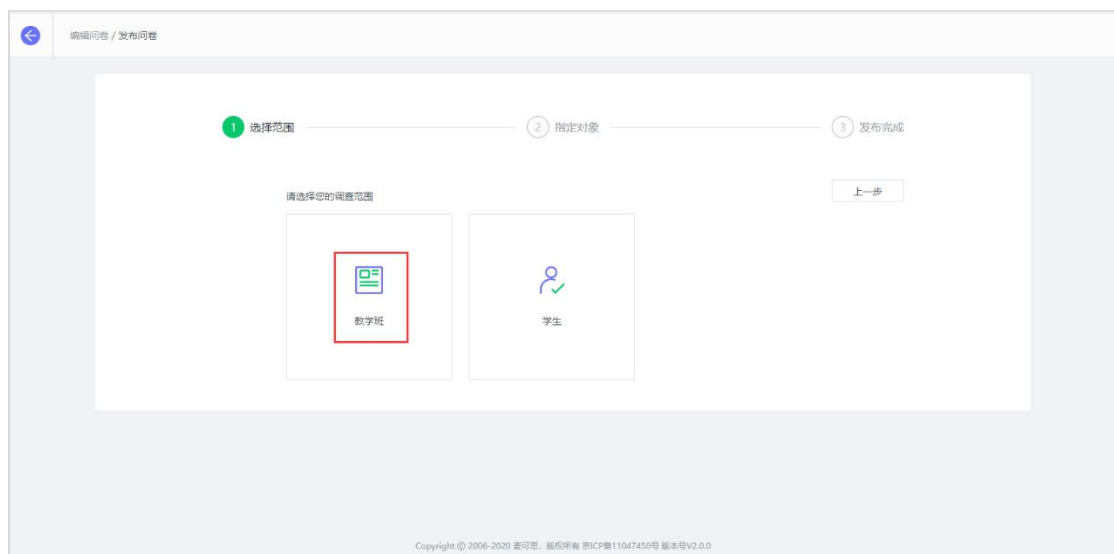 编辑问卷 / 发布问卷
1 选择范围 2 指定对象 3 发布完成
请选择您的调查范围 上一步
教学班 学生
Copyright © 2006-2020 麦可思．版权所有 京ICP备11047450号 版本号V2.0.0